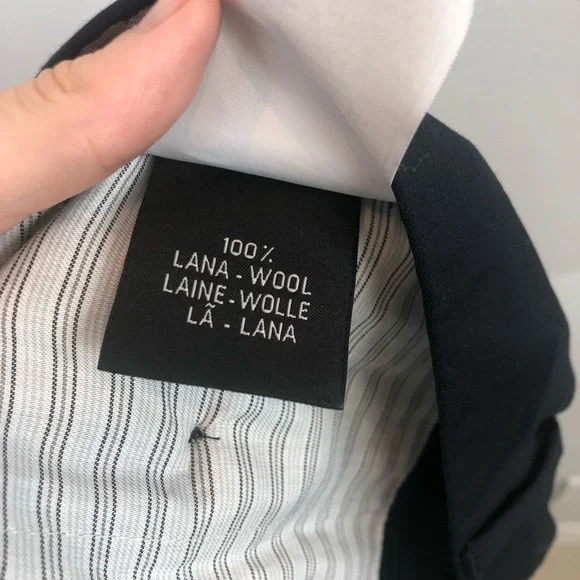 100%
LANA - WOOL
LAINE - WOLLE
LÃ - LANA